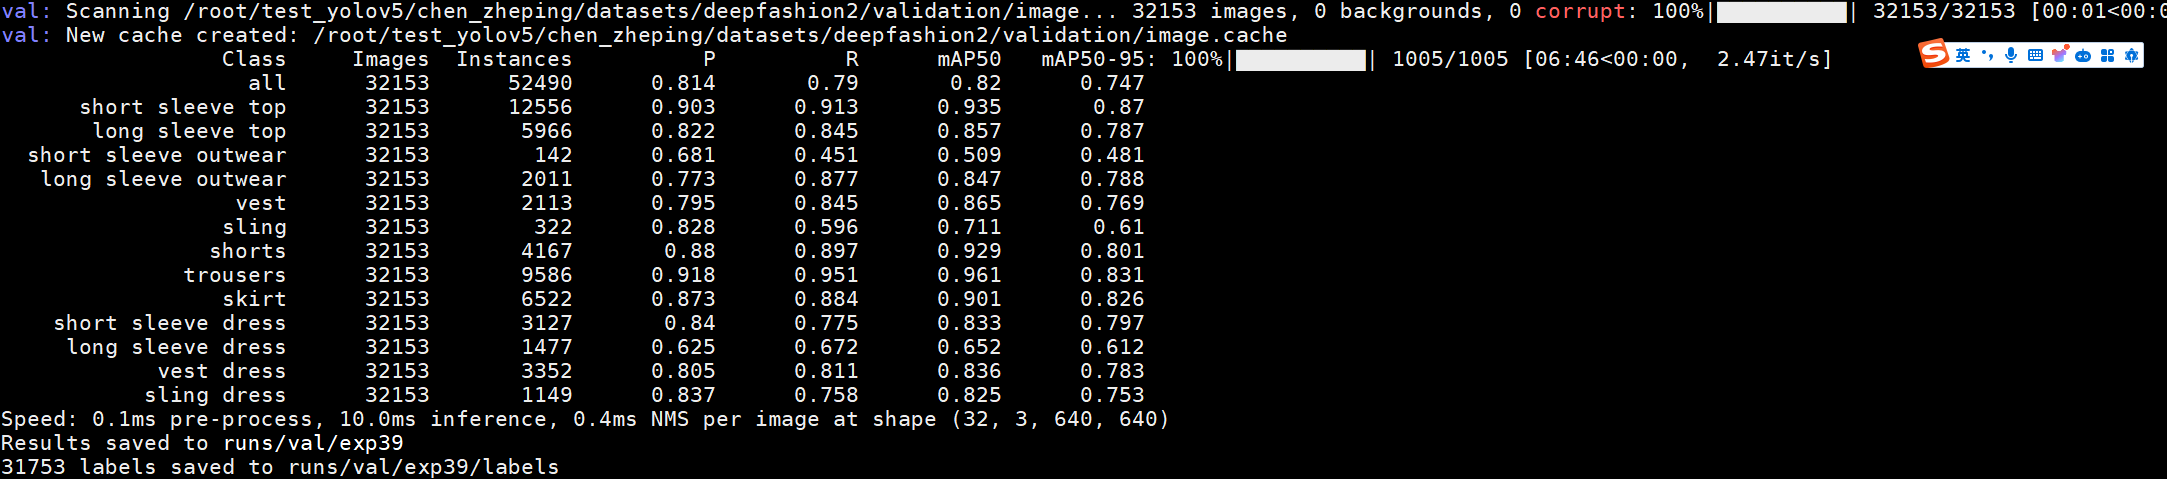 val: Scanning /root/test_yolov5/chen_zheping/datasets/deepfashion2/validation/image... 32153 images, 0 backgrounds, 0 corrupt: 100%|██████████| 32153/32153 [00:01<00:0
val: New cache created: /root/test_yolov5/chen_zheping/datasets/deepfashion2/validation/image.cache
Class Images Instances P R mAP50 mAP50-95: 100%|██████████| 1005/1005 [06:46<00:00, 2.47it/s]
英
all 32153 52490 0.814 0.79 0.82 0.747
short sleeve top 32153 12556 0.903 0.913 0.935 0.87
long sleeve top 32153 5966 0.822 0.845 0.857 0.787
short sleeve outwear 32153 142 0.681 0.451 0.509 0.481
long sleeve outwear 32153 2011 0.773 0.877 0.847 0.788
vest 32153 2113 0.795 0.845 0.865 0.769
sling 32153 322 0.828 0.596 0.711 0.61
shorts 32153 4167 0.88 0.897 0.929 0.801
trousers 32153 9586 0.918 0.951 0.961 0.831
skirt 32153 6522 0.873 0.884 0.901 0.826
short sleeve dress 32153 3127 0.84 0.775 0.833 0.797
long sleeve dress 32153 1477 0.625 0.672 0.652 0.612
vest dress 32153 3352 0.805 0.811 0.836 0.783
sling dress 32153 1149 0.837 0.758 0.825 0.753
Speed: 0.1ms pre-process, 10.0ms inference, 0.4ms NMS per image at shape (32, 3, 640, 640)
Results saved to runs/val/exp39
31753 labels saved to runs/val/exp39/labels